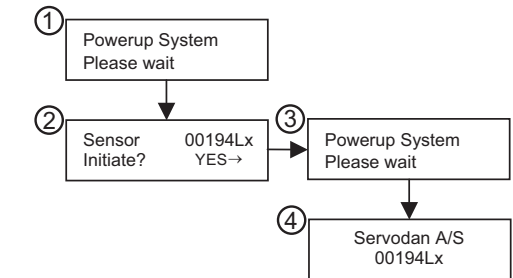 1
Powerup System
Please wait
2
Sensor 00194Lx
Initiate? YES→
3
Powerup System
Please wait
4
Servodan A/S
00194Lx